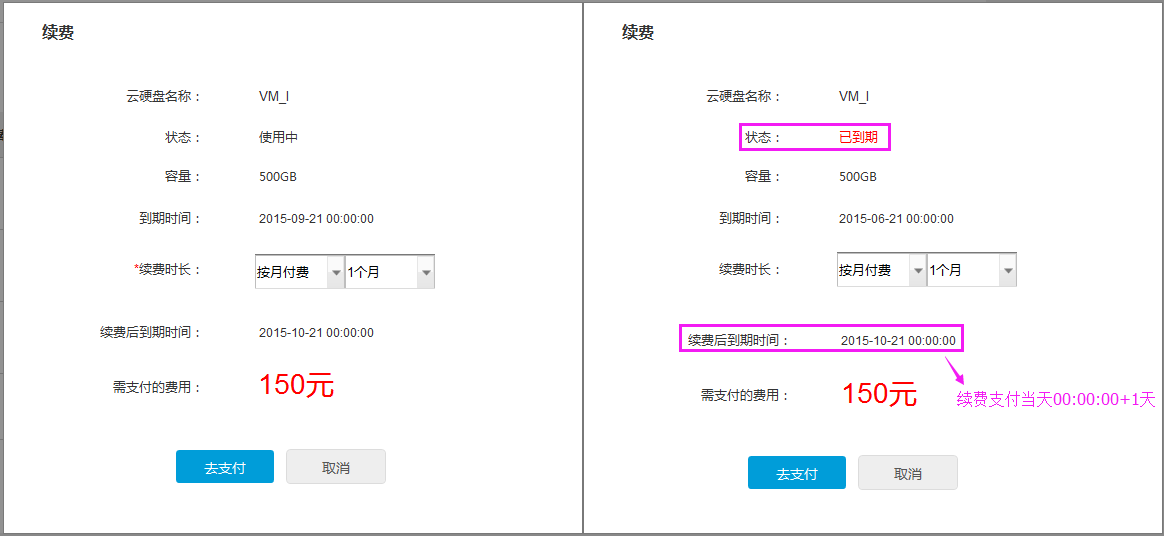 续费
云硬盘名称： VM_I
状态： 使用中
容量： 500GB
到期时间： 2015-09-21 00:00:00
*续费时长： 按月付费 1个月
续费后到期时间： 2015-10-21 00:00:00
需支付的费用： 150元
去支付 取消
续费
云硬盘名称： VM_I
状态： 已到期
容量： 500GB
到期时间： 2015-06-21 00:00:00
续费时长： 按月付费 1个月
续费后到期时间： 2015-10-21 00:00:00
需支付的费用： 150元
续费支付当天00:00:00+1天
去支付 取消